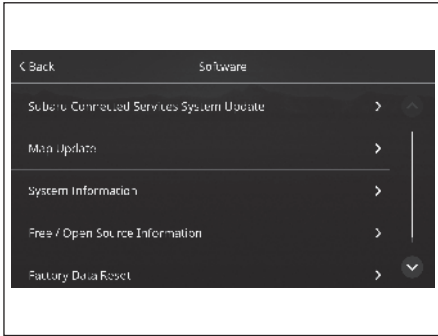 Back
Software
Subaru Connected Services System Update
Map Update
System Information
Free / Open Source Information
Factory Data Reset